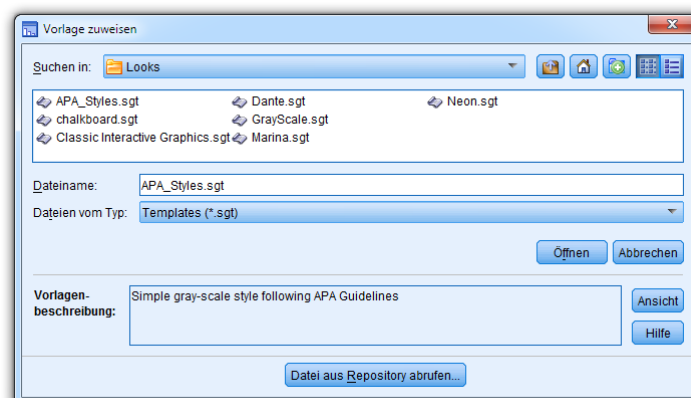 Vorlage zuweisen
Suchen in: Looks
APA_Styles.sgt Dante.sgt Neon.sgt
chalkboard.sgt GrayScale.sgt
Classic Interactive Graphics.sgt Marina.sgt
Dateiname: APA_Styles.sgt
Dateien vom Typ: Templates (*.sgt)
Öffnen Abbrechen
Vorlagen- Simple gray-scale style following APA Guidelines
beschreibung:
Ansicht
Hilfe
Datei aus Repository abrufen...